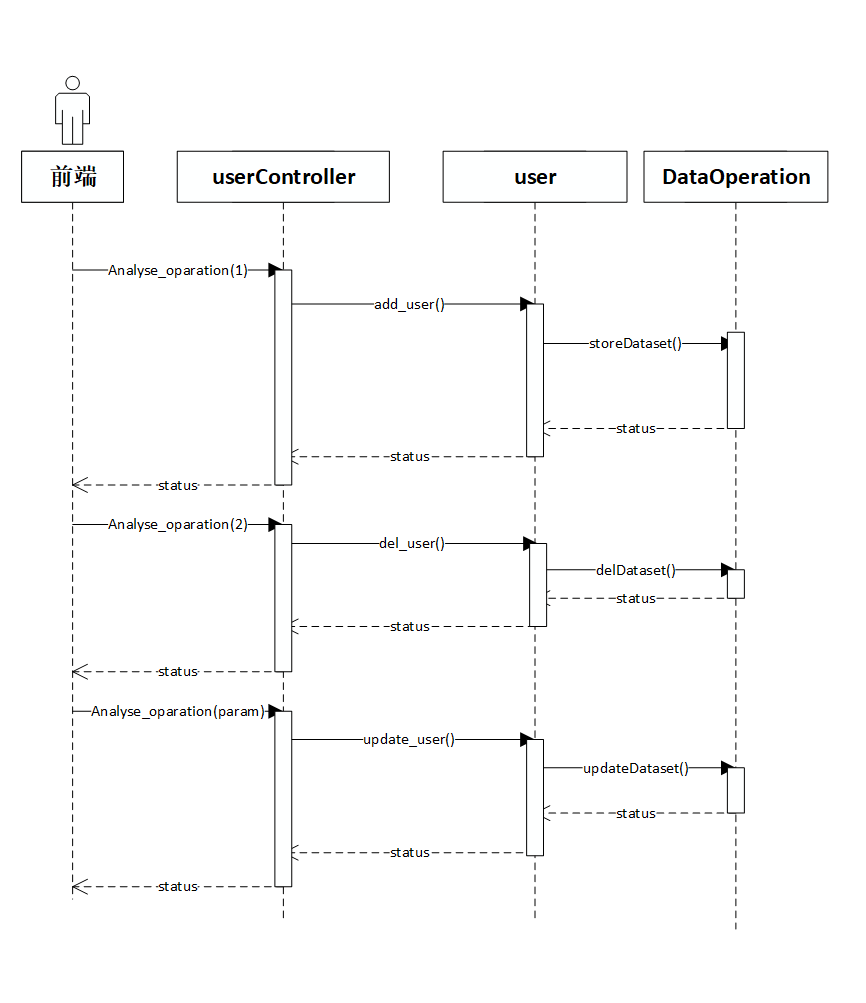 前端
userController
user
DataOperation
Analyse_oparation(1)
add_user()
storeDataset()
status
status
status
Analyse_oparation(2)
del_user()
delDataset()
status
status
status
Analyse_oparation(param)
update_user()
updateDataset()
status
status
status